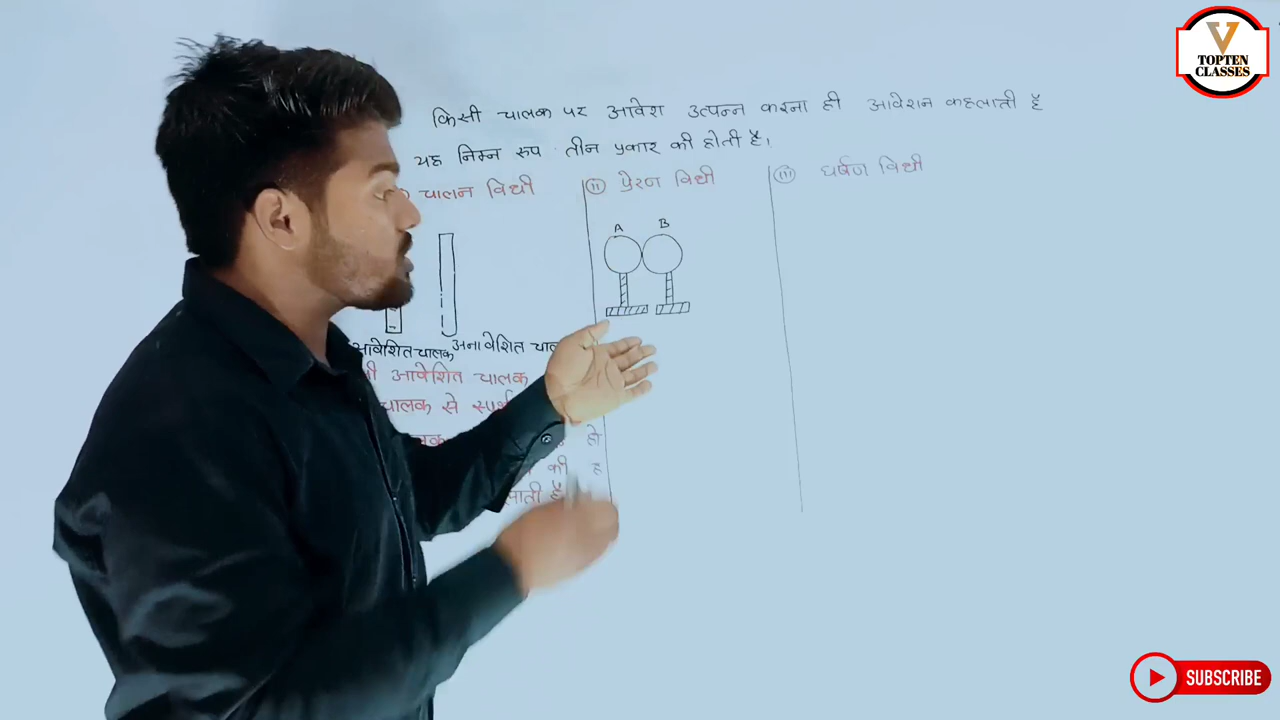 TOPTEN
CLASSES
किसी चालक पर आवेश उत्पन्न करना ही आवेशन कहलाती है
यह निम्न रूप तीन प्रकार की होती है।
चालन विधी
(ii) प्रेरण विधी
(iii) घर्षण विधी
A B
आवेशित चालक अनावेशित
आवेशित चालक
चालक से
हो
की
है
SUBSCRIBE